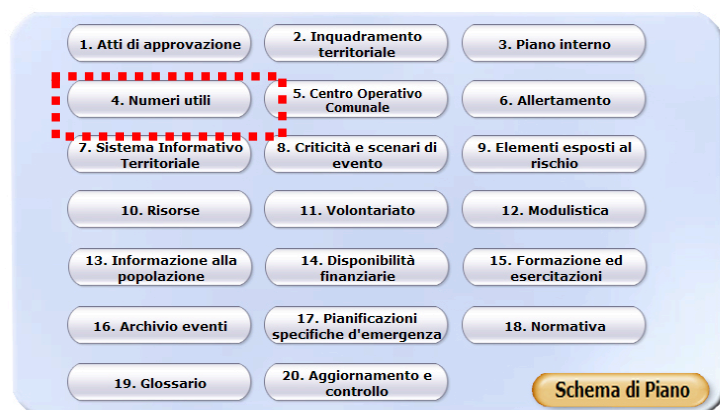 1. Atti di approvazione
2. Inquadramento
territoriale
3. Piano interno
4. Numeri utili
5. Centro Operativo
Comunale
6. Allertamento
7. Sistema Informativo
Territoriale
8. Criticità e scenari di
evento
9. Elementi esposti al
rischio
10. Risorse
11. Volontariato
12. Modulistica
13. Informazione alla
popolazione
14. Disponibilità
finanziarie
15. Formazione ed
esercitazioni
16. Archivio eventi
17. Pianificazioni
specifiche d'emergenza
18. Normativa
19. Glossario
20. Aggiornamento e
controllo
Schema di Piano